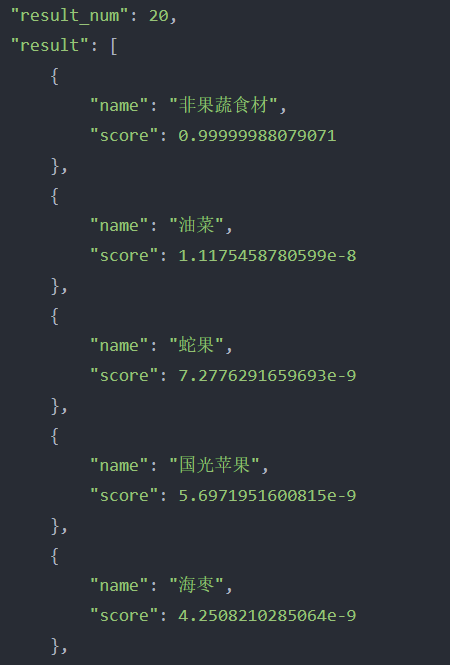 "result_num": 20,
"result": [
{
"name": "非果蔬食材",
"score": 0.99999988079071
},
{
"name": "油菜",
"score": 1.1175458780599e-8
},
{
"name": "蛇果",
"score": 7.2776291659693e-9
},
{
"name": "国光苹果",
"score": 5.6971951600815e-9
},
{
"name": "海枣",
"score": 4.2508210285064e-9
},